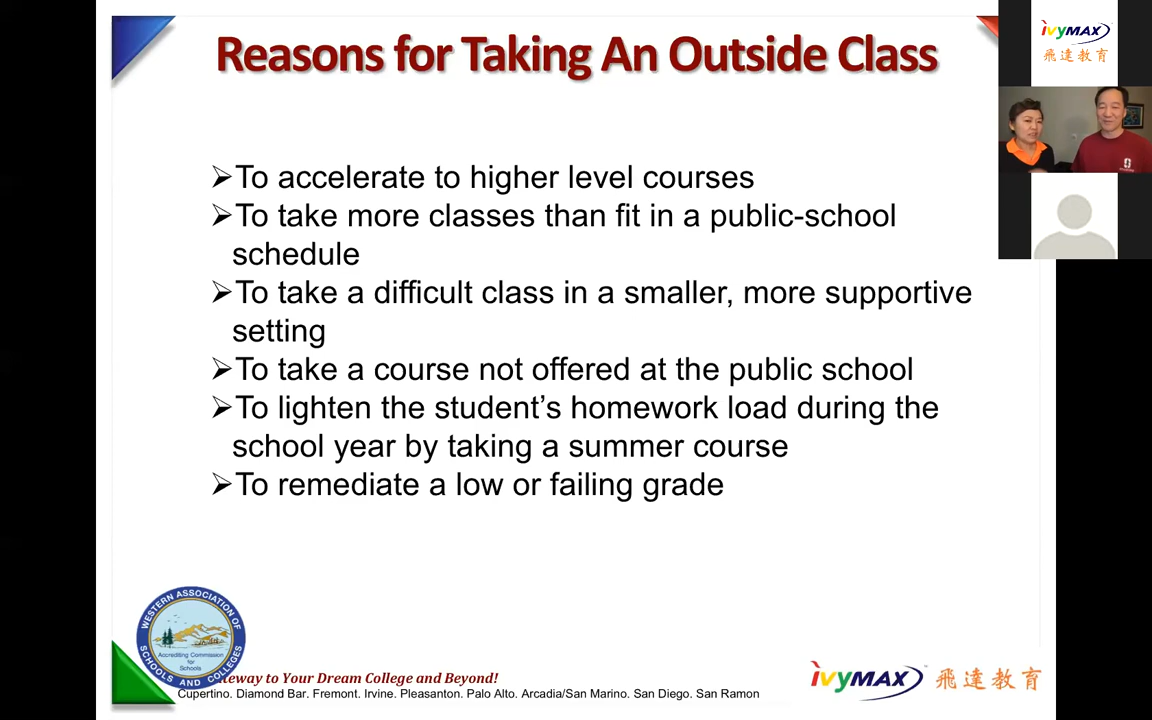 Reasons for Taking An Outside Class
ivyMAX
飛達教育
➢To accelerate to higher level courses
➢To take more classes than fit in a public-school
schedule
➢To take a difficult class in a smaller, more supportive
setting
➢To take a course not offered at the public school
➢To lighten the student’s homework load during the
school year by taking a summer course
➢To remediate a low or failing grade
WESTERN ASSOCIATION OF
SCHOOLS AND COLLEGES
Accrediting Commission
for
Schools
eway to Your Dream College and Beyond!
Cupertino. Diamond Bar. Fremont. Irvine. Pleasanton. Palo Alto. Arcadia/San Marino. San Diego. San Ramon
ivyMAX 飛達教育